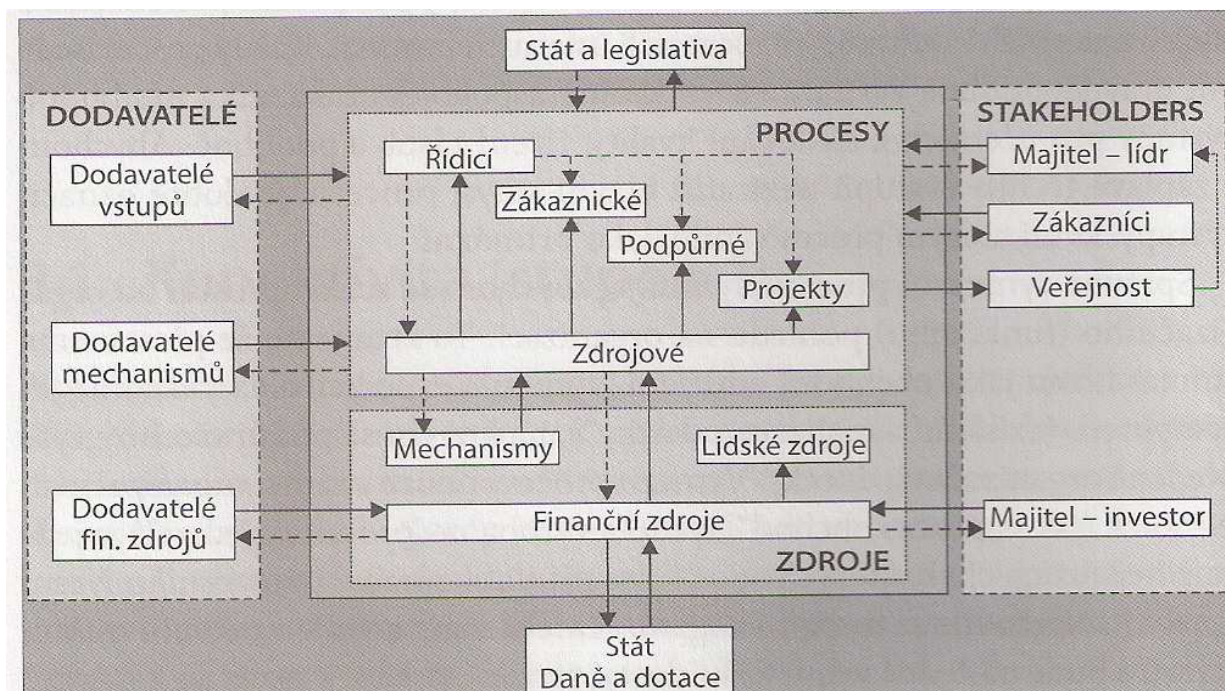 Stát a legislativa
DODAVATELÉ
Dodavatelé
vstupů
Dodavatelé
mechanismů
Dodavatelé
fin. zdrojů
PROCESY
Řídicí
Zákaznické
Podpůrné
Projekty
Zdrojové
Mechanismy
Lidské zdroje
Finanční zdroje
ZDROJE
STAKEHOLDERS
Majitel – lídr
Zákazníci
Veřejnost
Majitel – investor
Stát
Daně a dotace